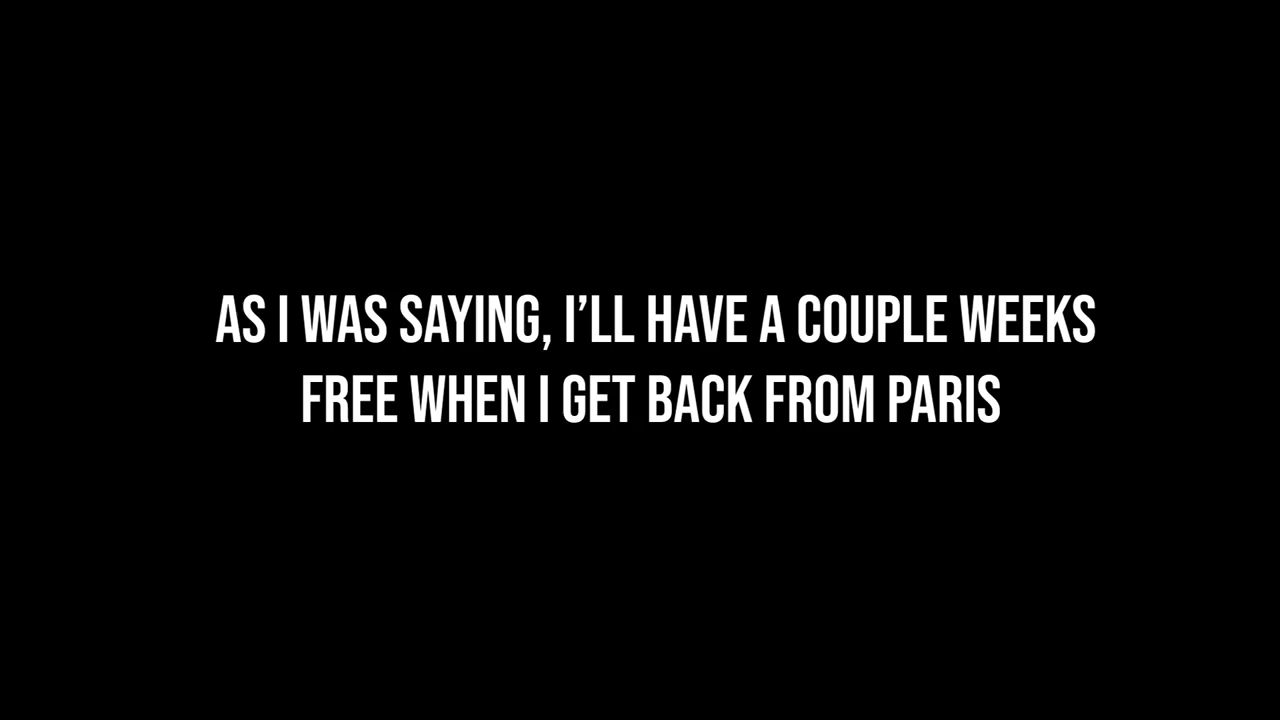 AS I WAS SAYING, I’LL HAVE A COUPLE WEEKS
FREE WHEN I GET BACK FROM PARIS